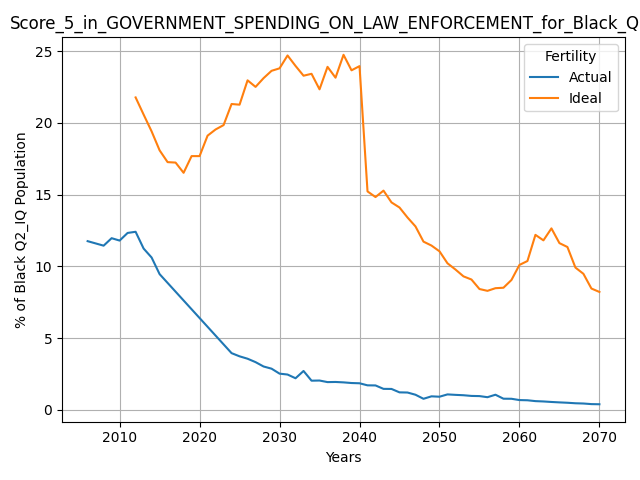 Score_5_in_GOVERNMENT_SPENDING_ON_LAW_ENFORCEMENT_for_Black_Q
Fertility
Actual
Ideal
% of Black Q2_IQ Population
25
20
15
10
5
0
2010 2020 2030 2040 2050 2060 2070
Years